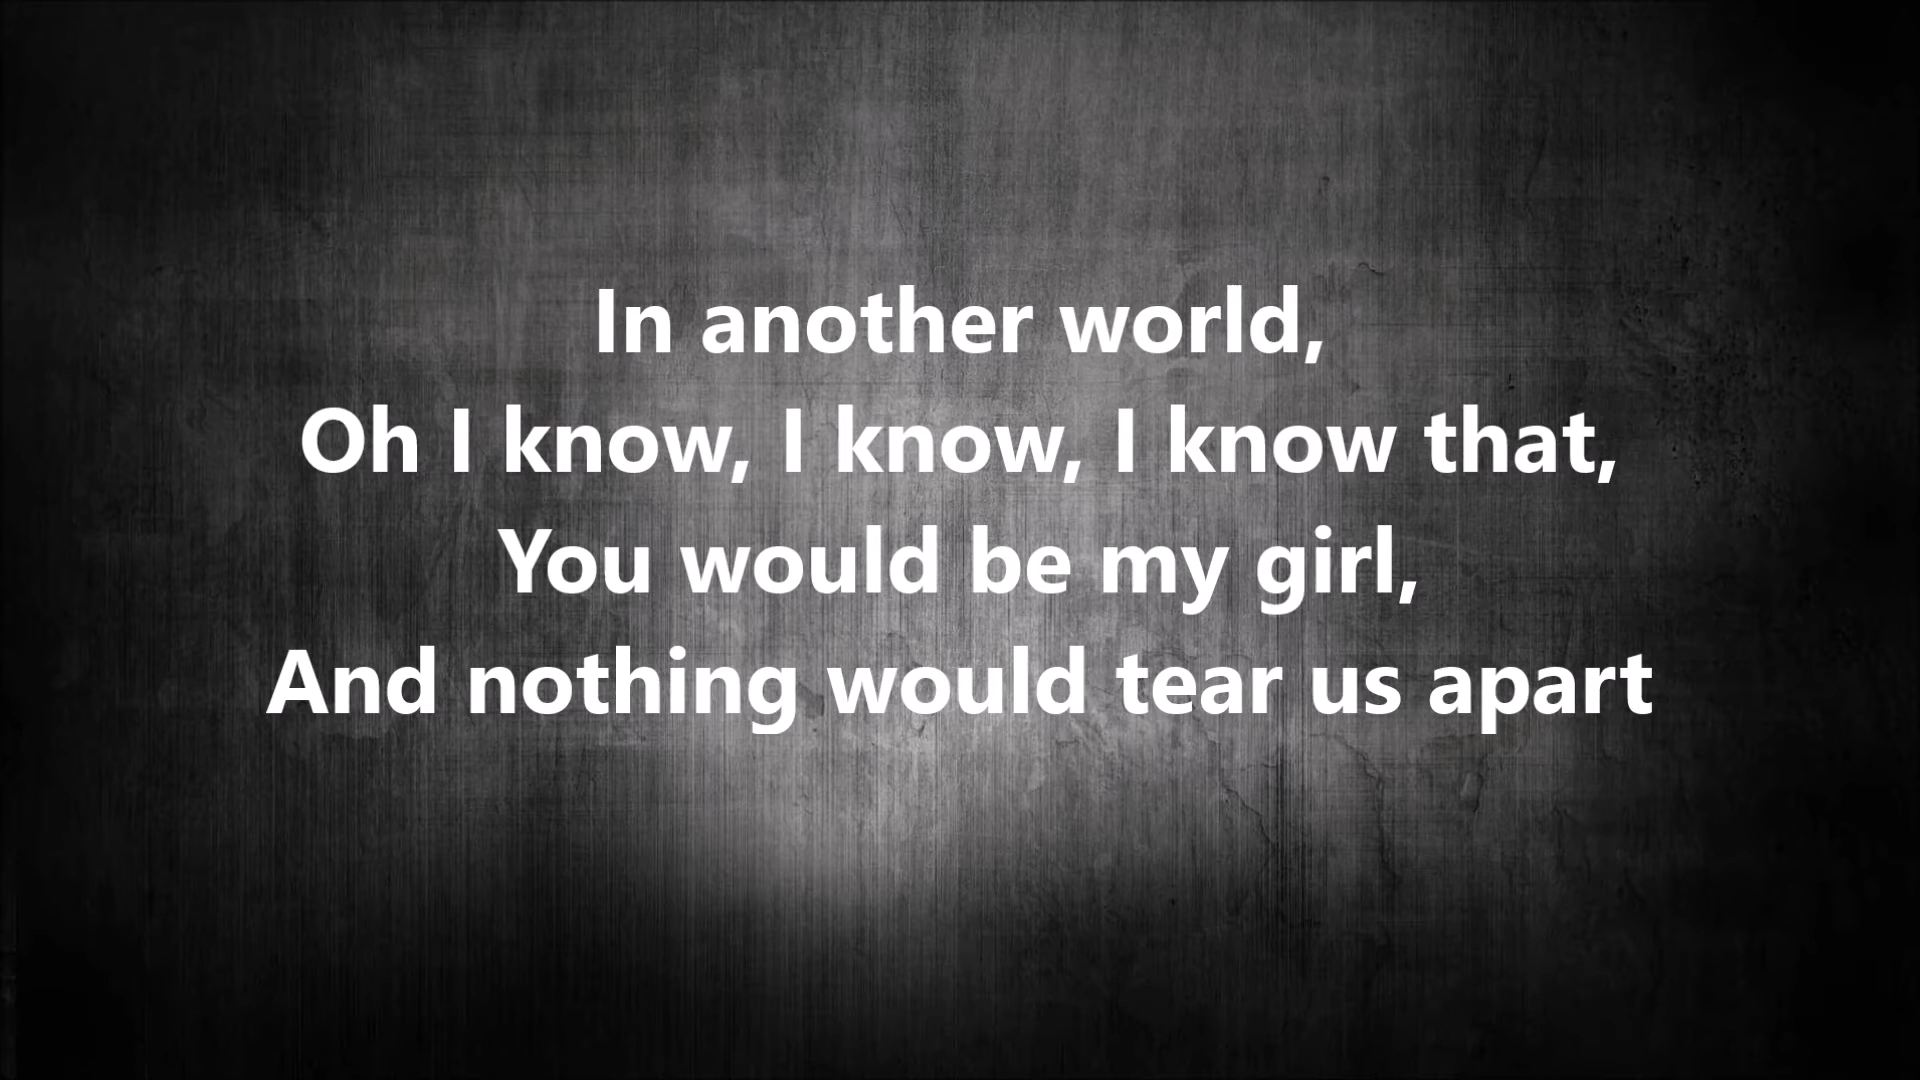 In another world,
Oh I know, I know, I know that,
You would be my girl,
And nothing would tear us apart